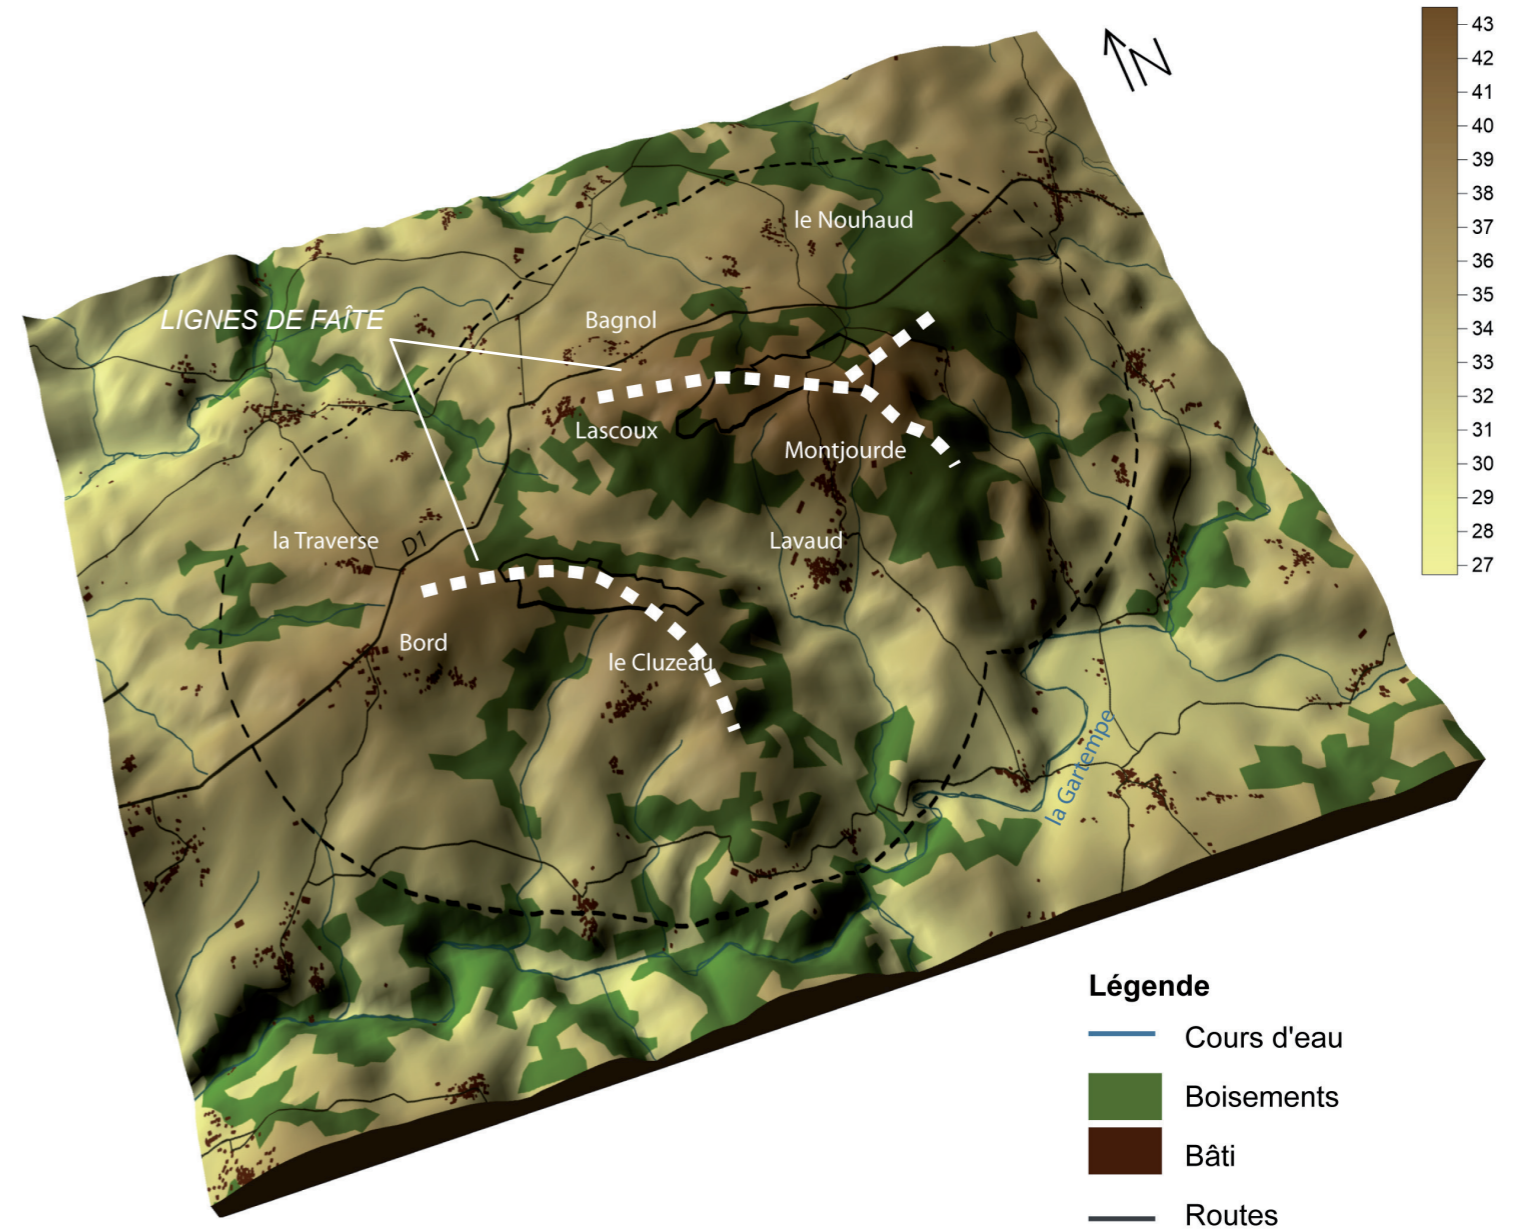 N
43
42
41
40
39
38
37
36
35
34
33
32
31
30
29
28
27
le Nouhaud
LIGNES DE FAÎTE
Bagnol
Lascoux
Montjourde
la Traverse
D1
Lavaud
Bord
le Cluzeau
la Gartempe
Légende
Cours d'eau
Boisements
Bâti
Routes